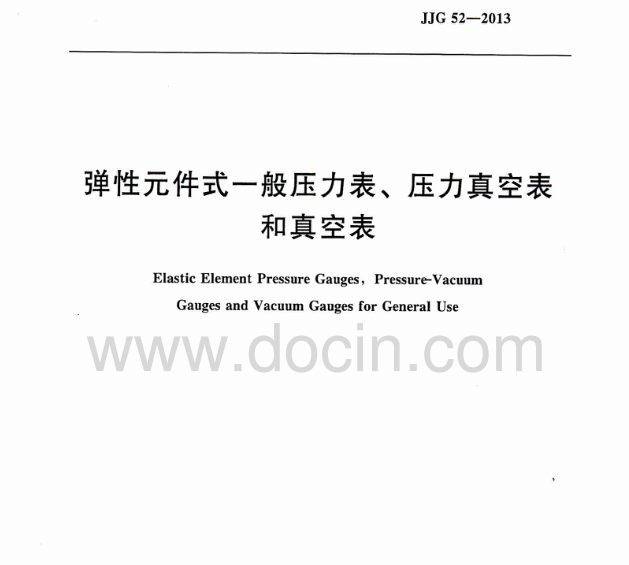 JJG 52—2013
弹性元件式一般压力表、压力真空表
和真空表
Elastic Element Pressure Gauges, Pressure-Vacuum
Gauges and Vacuum Gauges for General Use
www.docin.com